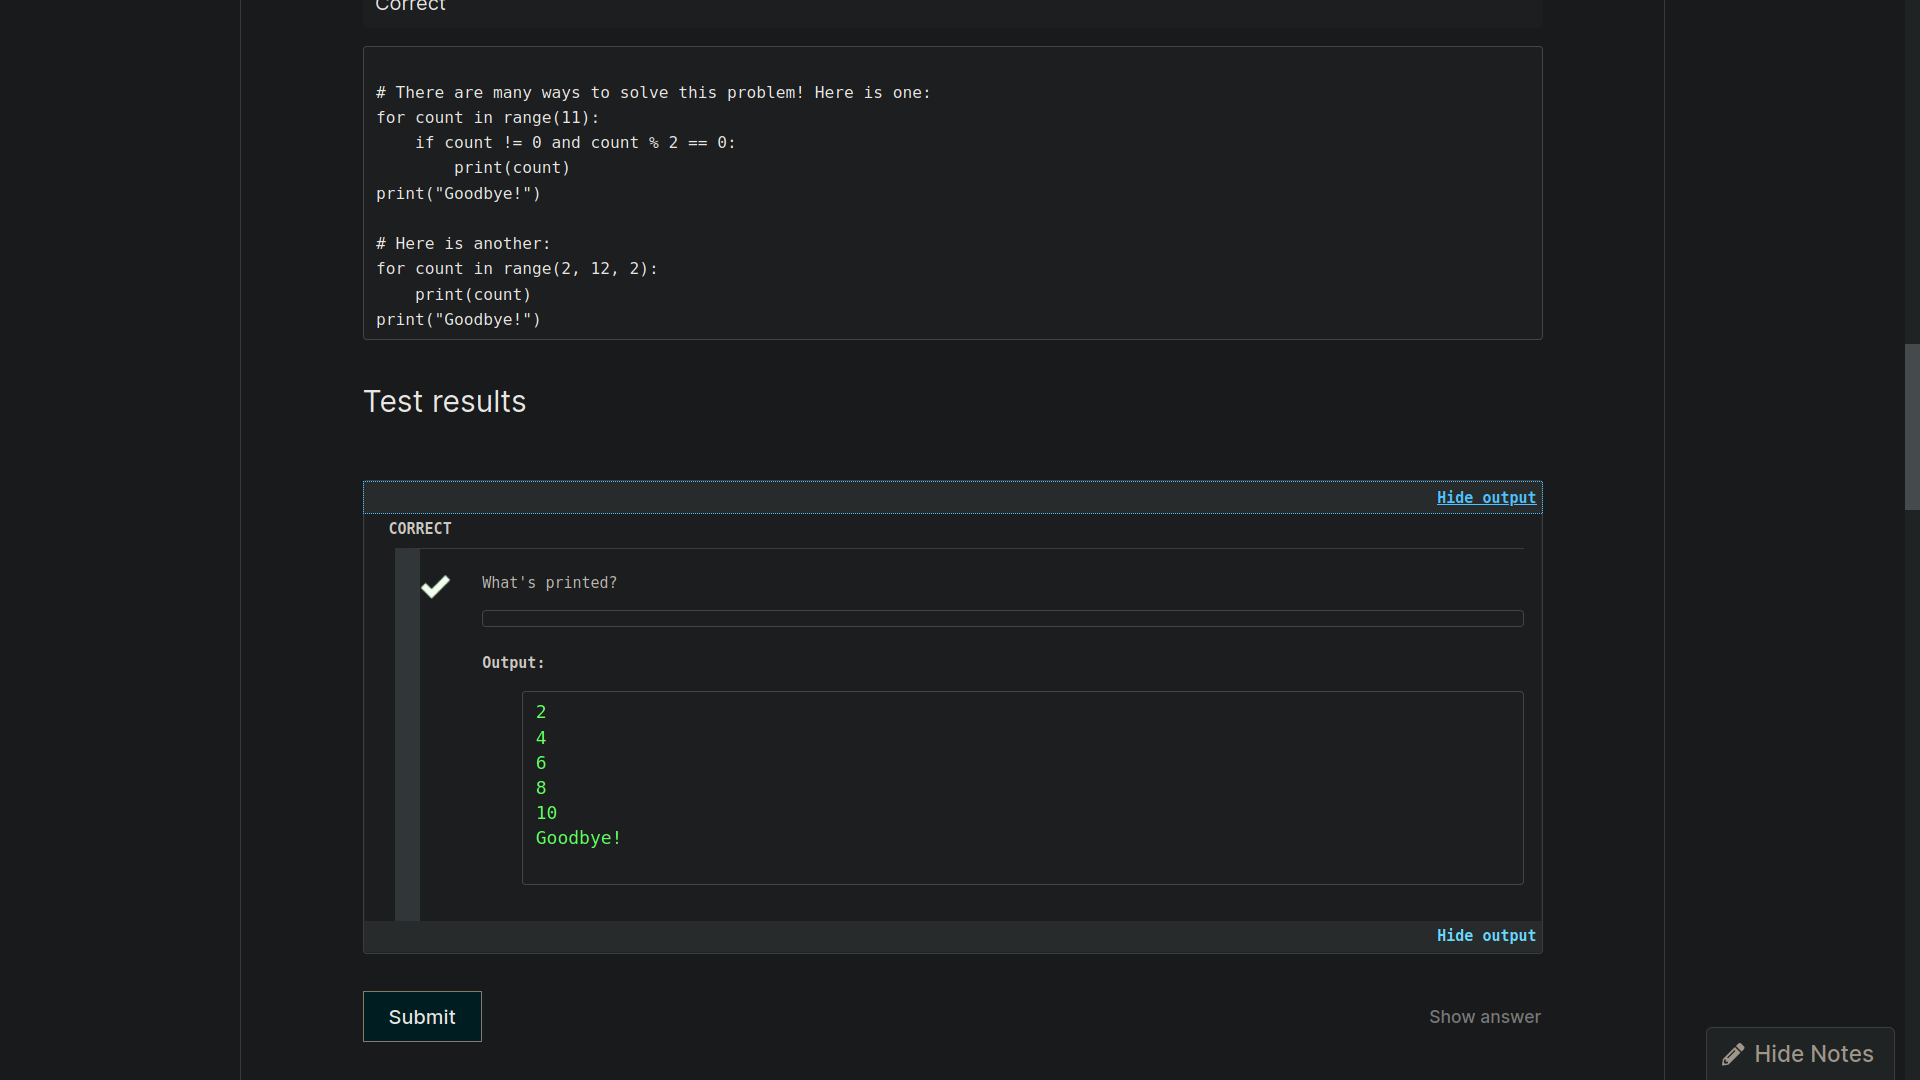 Correct
# There are many ways to solve this problem! Here is one:
for count in range(11):
    if count != 0 and count % 2 == 0:
        print(count)
print("Goodbye!")

# Here is another:
for count in range(2, 12, 2):
    print(count)
print("Goodbye!")
Test results
Hide output
CORRECT
What's printed?
Output:
2
4
6
8
10
Goodbye!
Hide output
Submit
Show answer
Hide Notes